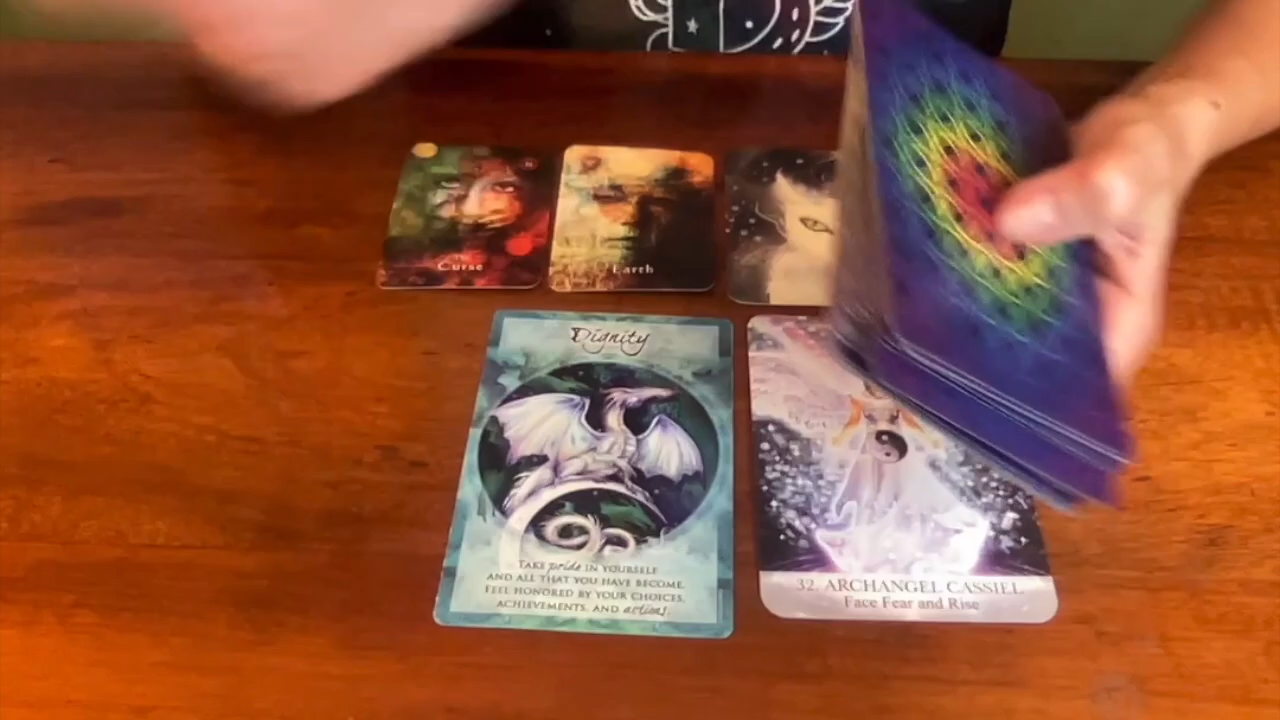 Curse
Earth
Dignity
TAKE pride IN YOURSELF
AND ALL THAT YOU HAVE BECOME.
FEEL HONORED BY YOUR CHOICES,
ACHIEVEMENTS, AND actions.
32. ARCHANGEL CASSIEL
Face Fear and Rise